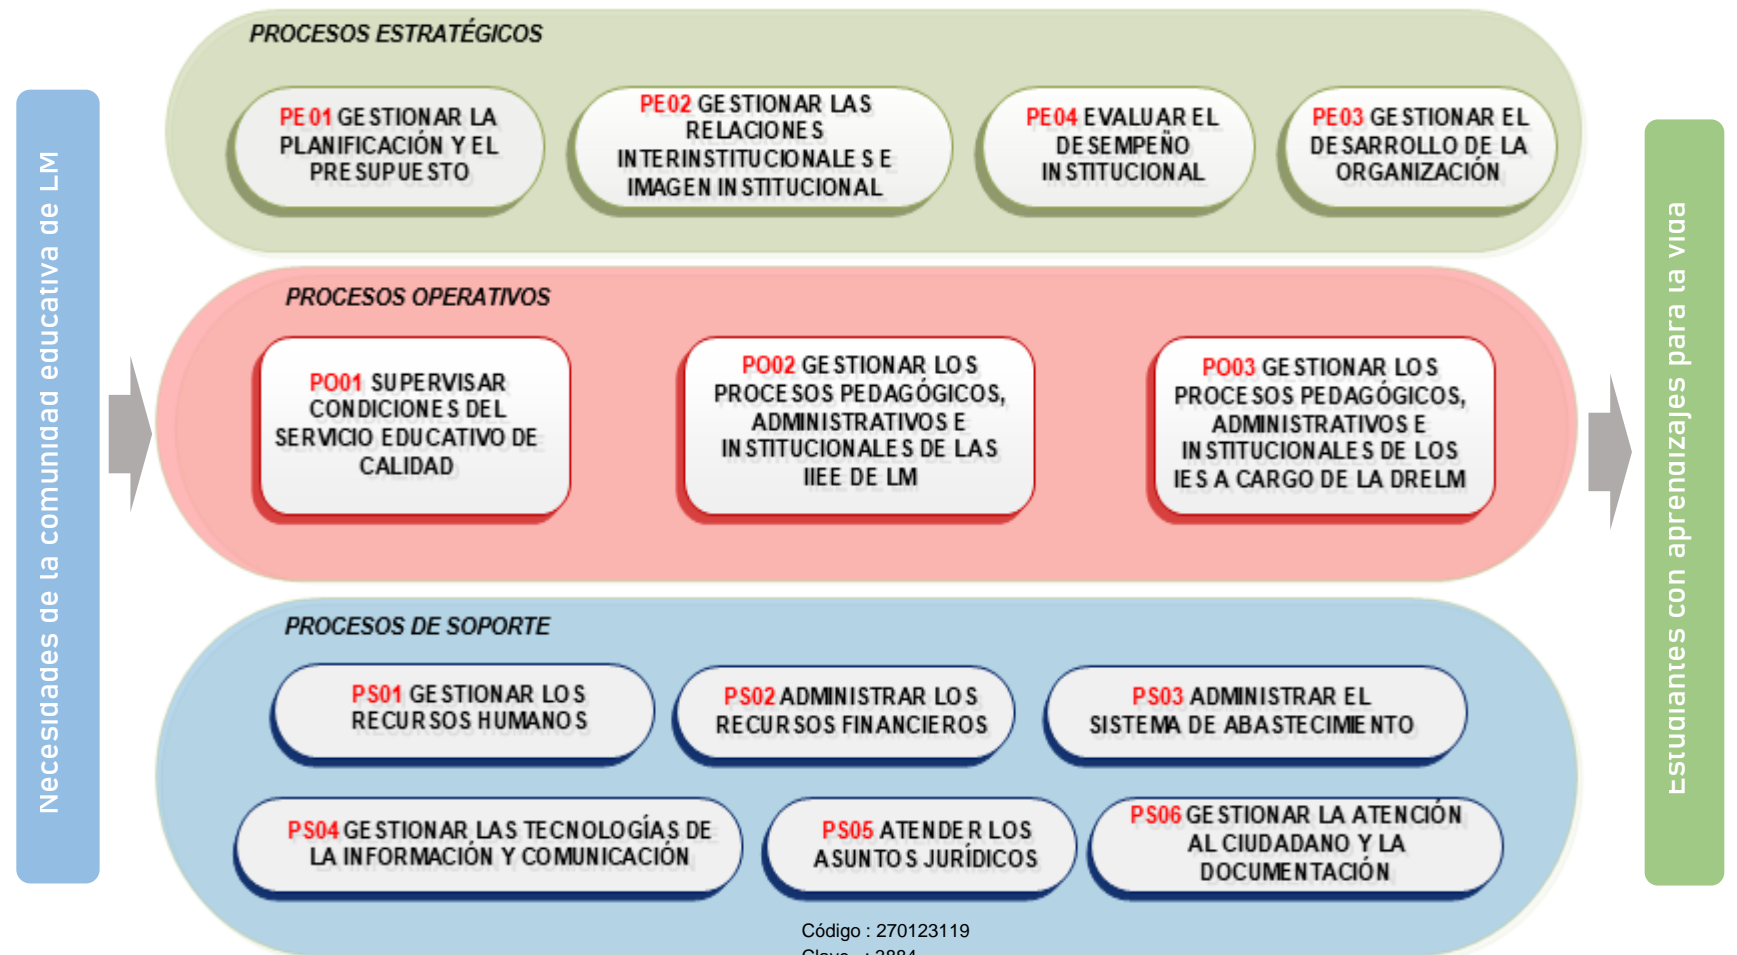 Necesidades de la comunidad educativa de LM
PROCESOS ESTRATÉGICOS
PE01 GESTIONAR LA
PLANIFICACIÓN Y EL
PRESUPUESTO
PE02 GESTIONAR LAS
RELACIONES
INTERINSTITUCIONALES E
IMAGEN INSTITUCIONAL
PE04 EVALUAR EL
DESEMPEÑO
INSTITUCIONAL
PE03 GESTIONAR EL
DESARROLLO DE LA
ORGANIZACIÓN
PROCESOS OPERATIVOS
PO01 SUPERVISAR
CONDICIONES DEL
SERVICIO EDUCATIVO DE
CALIDAD
PO02 GESTIONAR LOS
PROCESOS PEDAGÓGICOS,
ADMINISTRATIVOS E
INSTITUCIONALES DE LAS
IIEE DE LM
PO03 GESTIONAR LOS
PROCESOS PEDAGÓGICOS,
ADMINISTRATIVOS E
INSTITUCIONALES DE LOS
IES A CARGO DE LA DRELM
PROCESOS DE SOPORTE
PS01 GESTIONAR LOS
RECURSOS HUMANOS
PS02 ADMINISTRAR LOS
RECURSOS FINANCIEROS
PS03 ADMINISTRAR EL
SISTEMA DE ABASTECIMIENTO
PS04 GESTIONAR LAS TECNOLOGÍAS DE
LA INFORMACIÓN Y COMUNICACIÓN
PS05 ATENDER LOS
ASUNTOS JURÍDICOS
PS06 GESTIONAR LA ATENCIÓN
AL CIUDADANO Y LA
DOCUMENTACIÓN
Código : 270123119
Clave : 3884
Estudiantes con aprendizajes para la vida